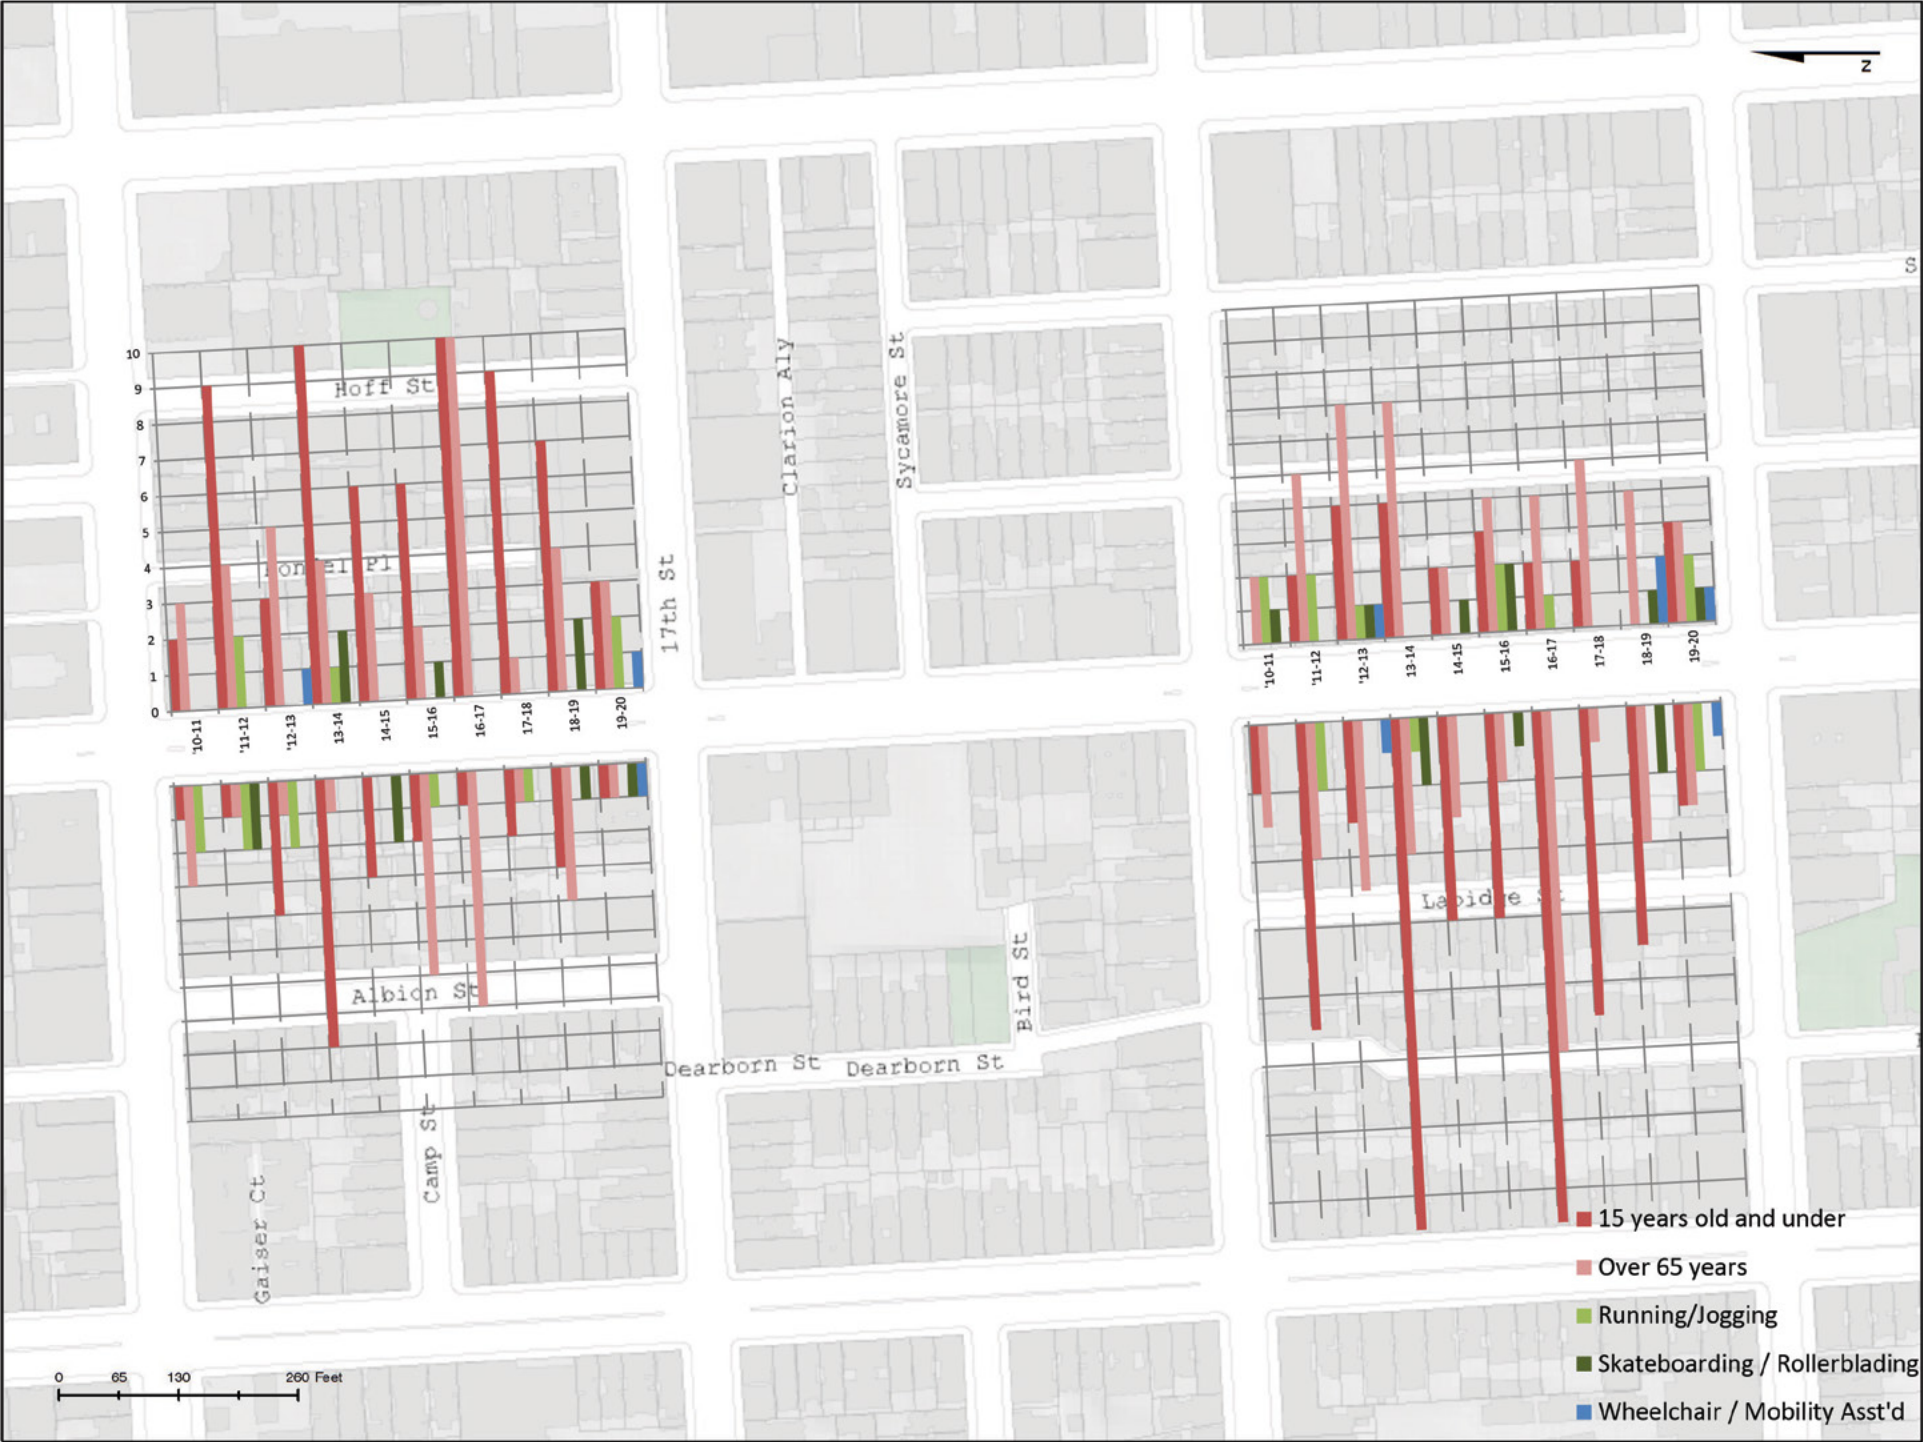 Z
S
10
9
8
7
6
5
4
3
2
1
0
Hoff St
Pl
Clarion Aly
Sycamore St
17th St
'10-11
'11-12
'12-13
13-14
14-15
15-16
16-17
17-18
18-19
19-20
'10-11
'11-12
'12-13
13-14
14-15
15-16
16-17
17-18
18-19
19-20
Albion St
Camp St
Gaiser Ct
Dearborn St
Dearborn St
Bird St
Lapidge St
15 years old and under
Over 65 years
Running/Jogging
Skateboarding / Rollerblading
Wheelchair / Mobility Asst'd
0 65 130 260 Feet